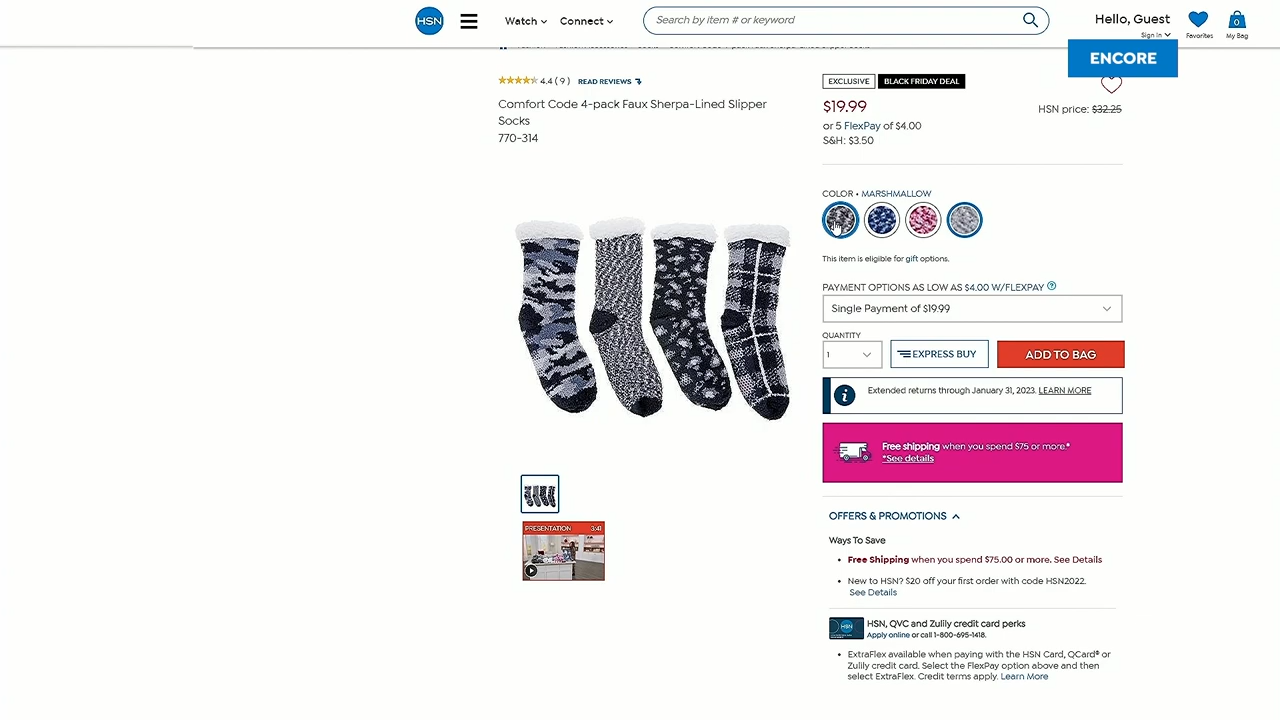 HSN
Watch
Connect
Search by item # or keyword
Hello, Guest
Sign In
Favorites
0
My Bag
ENCORE
4.4 ( 9 ) READ REVIEWS
Comfort Code 4-pack Faux Sherpa-Lined Slipper
Socks
770-314
EXCLUSIVE
BLACK FRIDAY DEAL
$19.99
HSN price: $32.25
or 5 FlexPay of $4.00
S&H: $3.50
COLOR • MARSHMALLOW
This item is eligible for gift options.
PAYMENT OPTIONS AS LOW AS $4.00 W/FLEXPAY ?
Single Payment of $19.99
QUANTITY
1
EXPRESS BUY
ADD TO BAG
i
Extended returns through January 31, 2023. LEARN MORE
Free shipping when you spend $75 or more.*
*See details
PRESENTATION 3:41
OFFERS & PROMOTIONS
Ways To Save
• Free Shipping when you spend $75.00 or more. See Details
• New to HSN? $20 off your first order with code HSN2022.
See Details
HSN
HSN, QVC and Zulily credit card perks
Apply online or call 1-800-695-1418.
• ExtraFlex available when paying with the HSN Card, QCard® or
Zulily credit card. Select the FlexPay option above and then
select ExtraFlex. Credit terms apply. Learn More